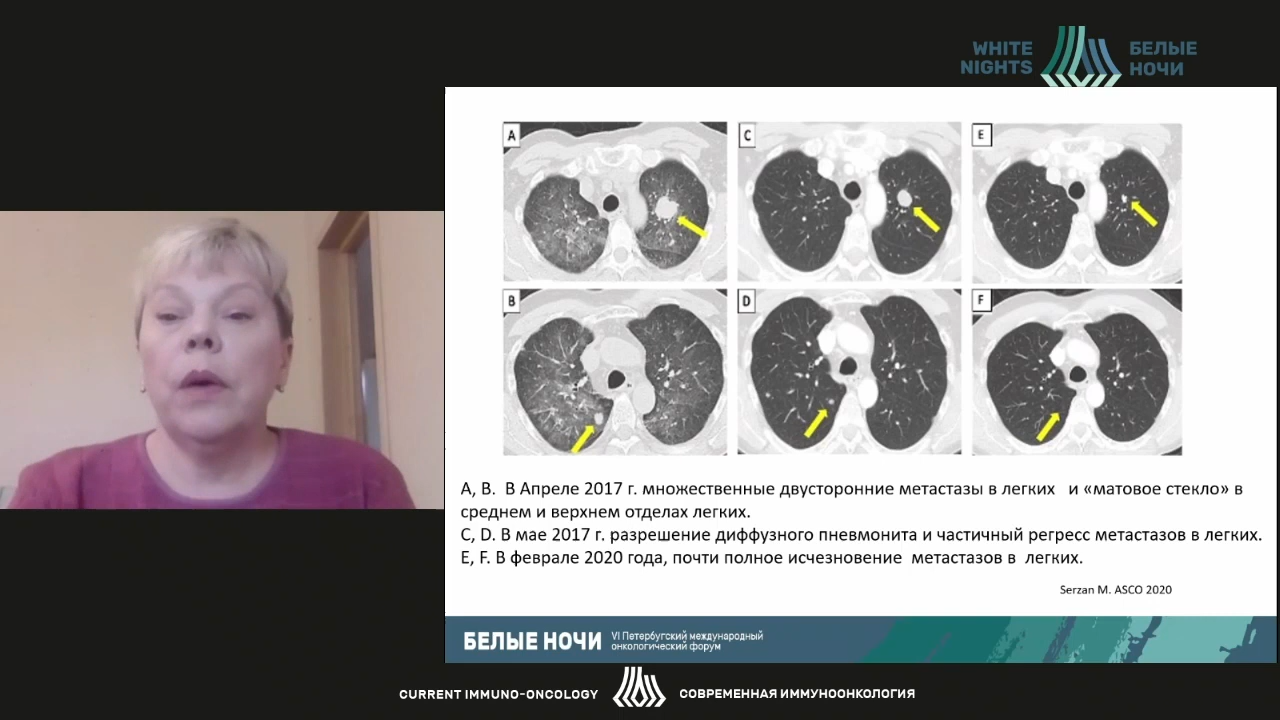 WHITE
NIGHTS
БЕЛЫЕ
НОЧИ
A
C
E
B
D
F
А, В. В Апреле 2017 г. множественные двусторонние метастазы в легких и «матовое стекло» в
среднем и верхнем отделах легких.
C, D. В мае 2017 г. разрешение диффузного пневмонита и частичный регресс метастазов в легких.
E, F. В феврале 2020 года, почти полное исчезновение метастазов в легких.
Serzan M. ASCO 2020
БЕЛЫЕ НОЧИ
VI Петербургский международный
онкологический форум
CURRENT IMMUNO-ONCOLOGY
СОВРЕМЕННАЯ ИММУНООНКОЛОГИЯ